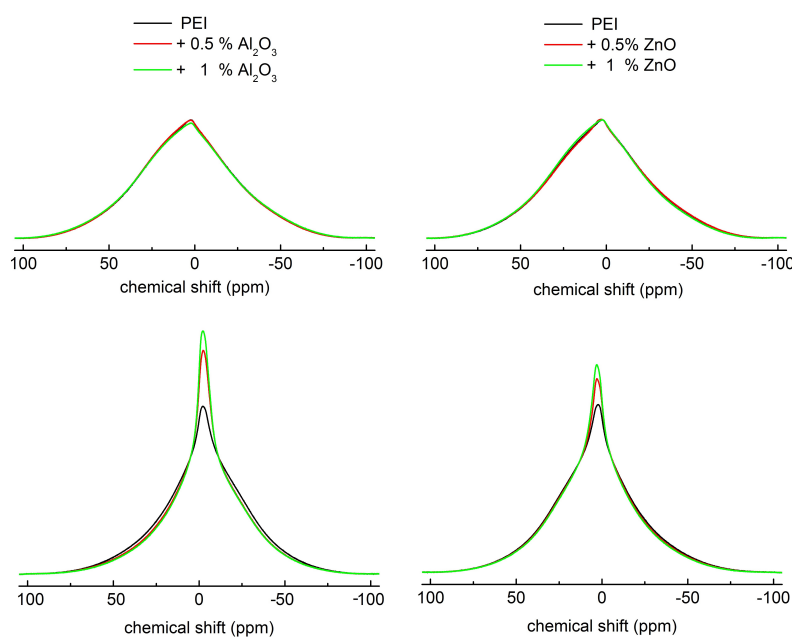 PEI
+ 0.5 % Al₂O₃
+ 1 % Al₂O₃
PEI
+ 0.5% ZnO
+ 1 % ZnO
100 50 0 -50 -100
chemical shift (ppm)
100 50 0 -50 -100
chemical shift (ppm)
100 50 0 -50 -100
chemical shift (ppm)
100 50 0 -50 -100
chemical shift (ppm)